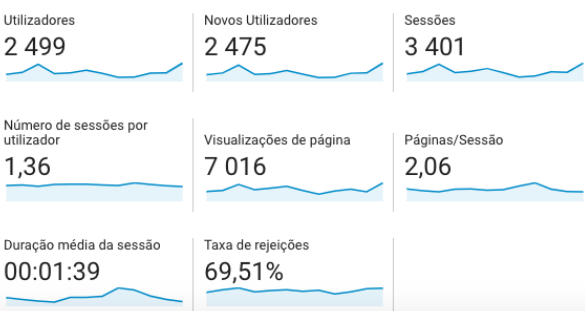 Utilizadores
2 499
Novos Utilizadores
2 475
Sessões
3 401
Número de sessões por
utilizador
1,36
Visualizações de página
7 016
Páginas/Sessão
2,06
Duração média da sessão
00:01:39
Taxa de rejeições
69,51%